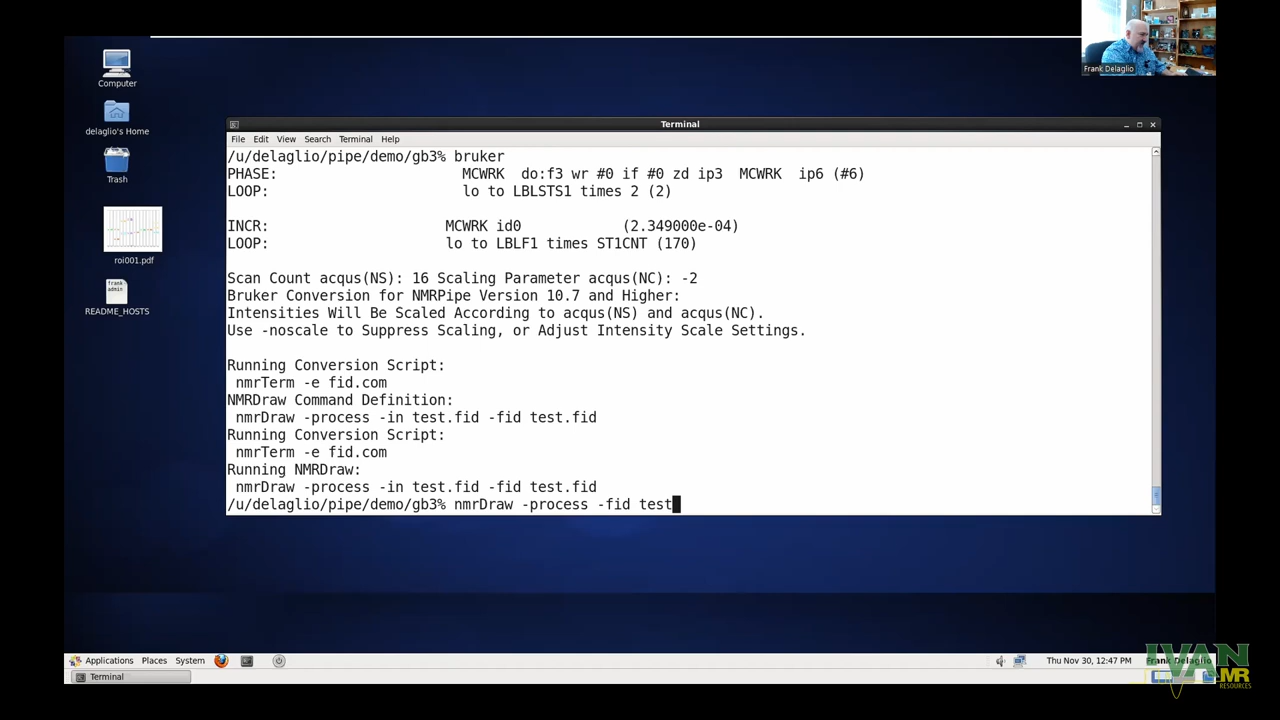 Frank Delaglio
Computer
delaglio's Home
Trash
roi001.pdf
frank
admin
README_HOSTS
Terminal
File Edit View Search Terminal Help
/u/delaglio/pipe/demo/gb3% bruker
PHASE: MCWRK do:f3 wr #0 if #0 zd ip3 MCWRK ip6 (#6)
LOOP: lo to LBLSTS1 times 2 (2)
INCR: MCWRK id0 (2.349000e-04)
LOOP: lo to LBLF1 times ST1CNT (170)
Scan Count acqus(NS): 16 Scaling Parameter acqus(NC): -2
Bruker Conversion for NMRPipe Version 10.7 and Higher:
Intensities Will Be Scaled According to acqus(NS) and acqus(NC).
Use -noscale to Suppress Scaling, or Adjust Intensity Scale Settings.
Running Conversion Script:
nmrTerm -e fid.com
NMRDraw Command Definition:
nmrDraw -process -in test.fid -fid test.fid
Running Conversion Script:
nmrTerm -e fid.com
Running NMRDraw:
nmrDraw -process -in test.fid -fid test.fid
/u/delaglio/pipe/demo/gb3% nmrDraw -process -fid test
Applications Places System Thu Nov 30, 12:47 PM Frank Delaglio
Terminal
IVAN
NMR
RESOURCES